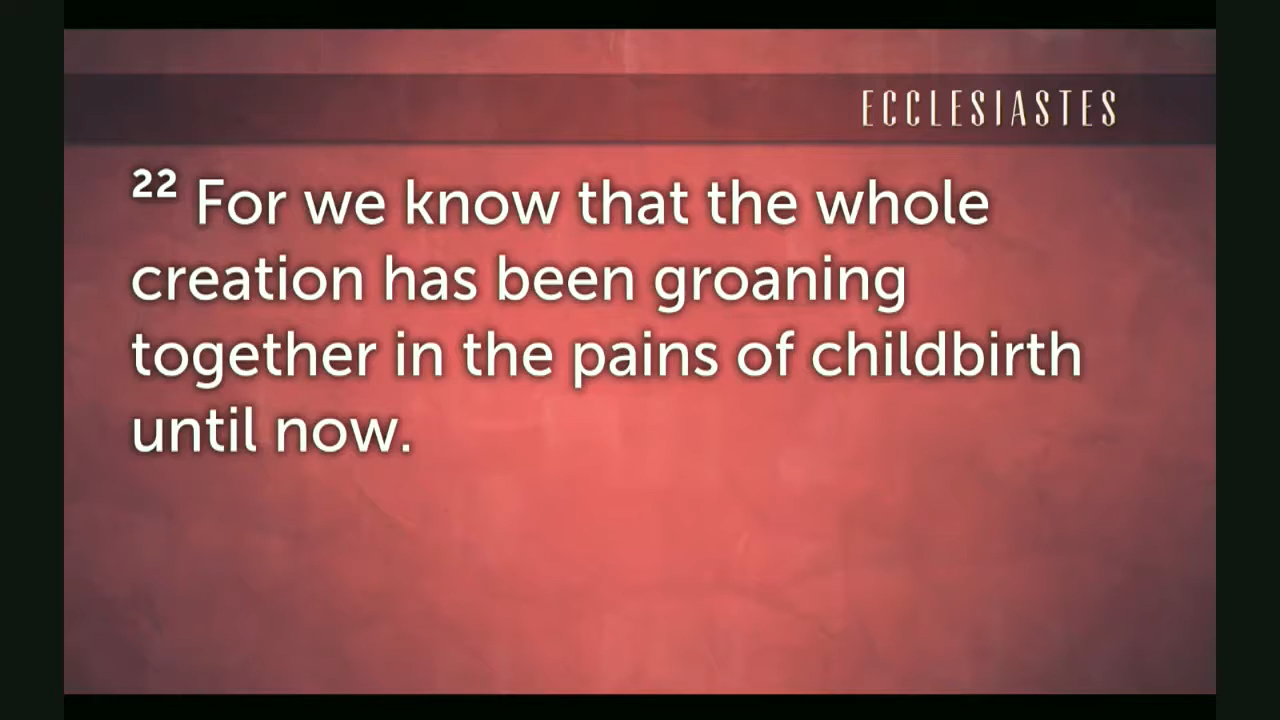 ECCLESIASTES
22 For we know that the whole
creation has been groaning
together in the pains of childbirth
until now.